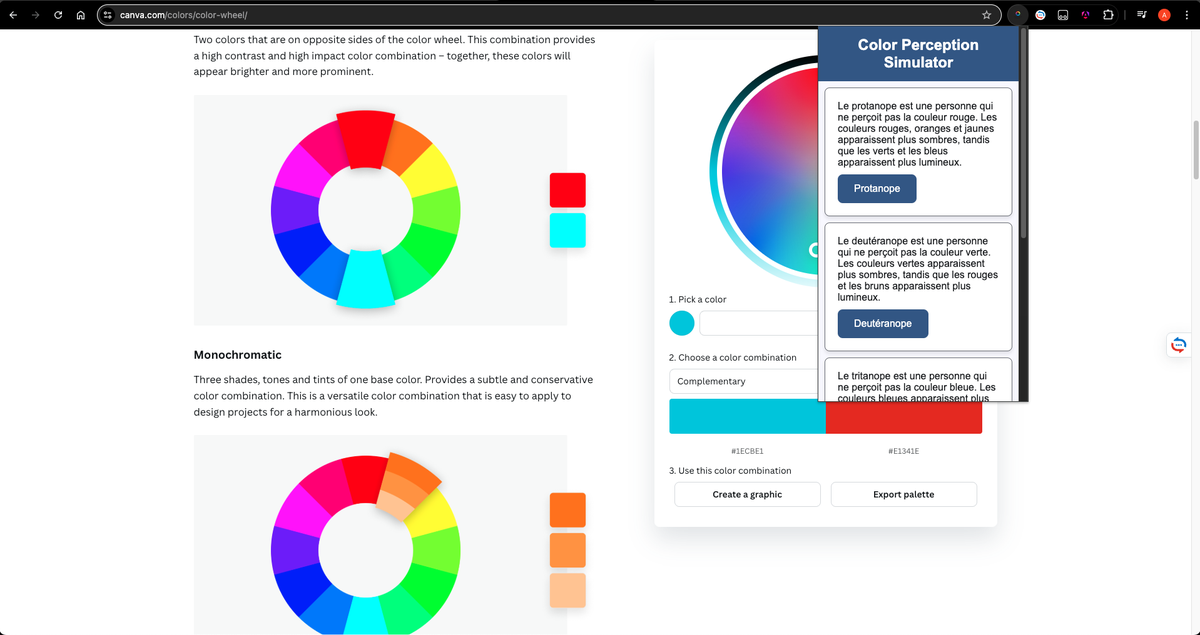 canva.com/colors/color-wheel/
Two colors that are on opposite sides of the color wheel. This combination provides
a high contrast and high impact color combination – together, these colors will
appear brighter and more prominent.
Monochromatic
Three shades, tones and tints of one base color. Provides a subtle and conservative
color combination. This is a versatile color combination that is easy to apply to
design projects for a harmonious look.
1. Pick a color
2. Choose a color combination
Complementary
#1ECBE1
#E1341E
3. Use this color combination
Create a graphic
Export palette
Color Perception
Simulator
Le protanope est une personne qui
ne perçoit pas la couleur rouge. Les
couleurs rouges, oranges et jaunes
apparaissent plus sombres, tandis
que les verts et les bleus
apparaissent plus lumineux.
Protanope
Le deutéranope est une personne
qui ne perçoit pas la couleur verte.
Les couleurs vertes apparaissent
plus sombres, tandis que les rouges
et les bruns apparaissent plus
lumineux.
Deutéranope
Le tritanope est une personne qui
ne perçoit pas la couleur bleue. Les
couleurs bleues apparaissent plus
A